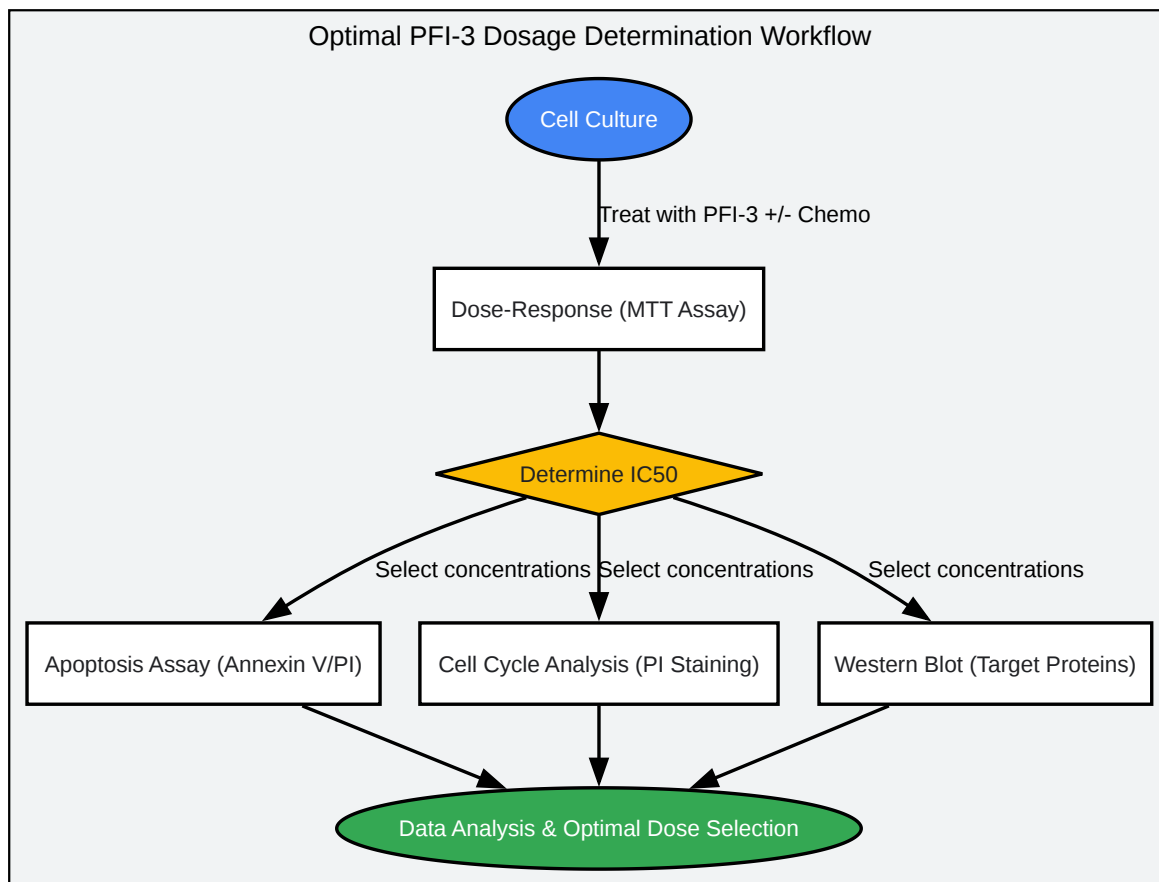 Optimal PFI-3 Dosage Determination Workflow
Cell Culture
Treat with PFI-3 +/- Chemo
Dose-Response (MTT Assay)
Determine IC50
Select concentrations
Select concentrations
Select concentrations
Apoptosis Assay (Annexin V/PI)
Cell Cycle Analysis (PI Staining)
Western Blot (Target Proteins)
Data Analysis & Optimal Dose Selection